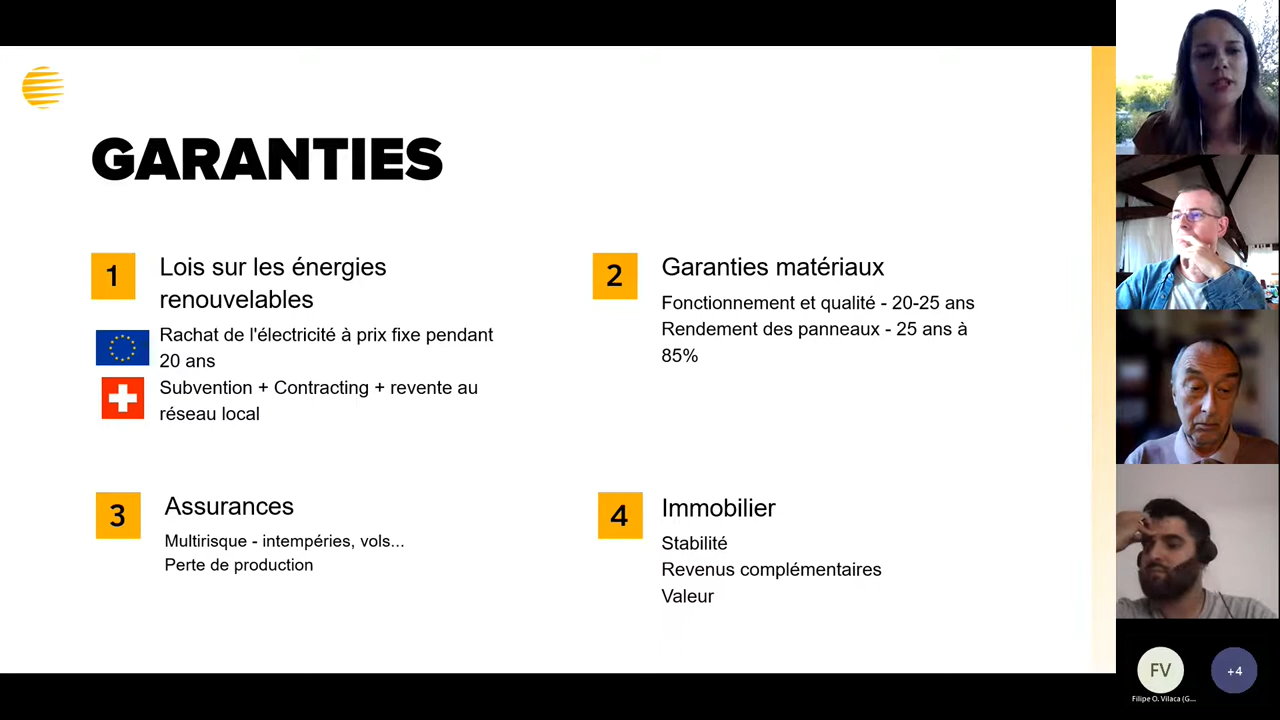 GARANTIES
1
Lois sur les énergies
renouvelables
Rachat de l'électricité à prix fixe pendant
20 ans
Subvention + Contracting + revente au
réseau local
2
Garanties matériaux
Fonctionnement et qualité - 20-25 ans
Rendement des panneaux - 25 ans à
85%
3
Assurances
Multirisque - intempéries, vols...
Perte de production
4
Immobilier
Stabilité
Revenus complémentaires
Valeur
FV
+4
Filipe O. Vilaca (G...